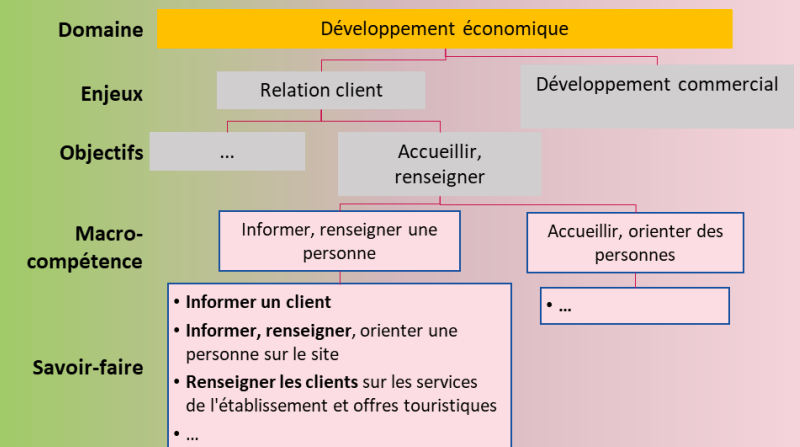 Domaine
Développement économique
Enjeux
Relation client
Développement commercial
Objectifs
...
Accueillir,
renseigner
Macro-
compétence
Informer, renseigner une
personne
Accueillir, orienter des
personnes
Savoir-faire
• Informer un client
• Informer, renseigner, orienter une
personne sur le site
• Renseigner les clients sur les services
de l'établissement et offres touristiques
• ...
• ...